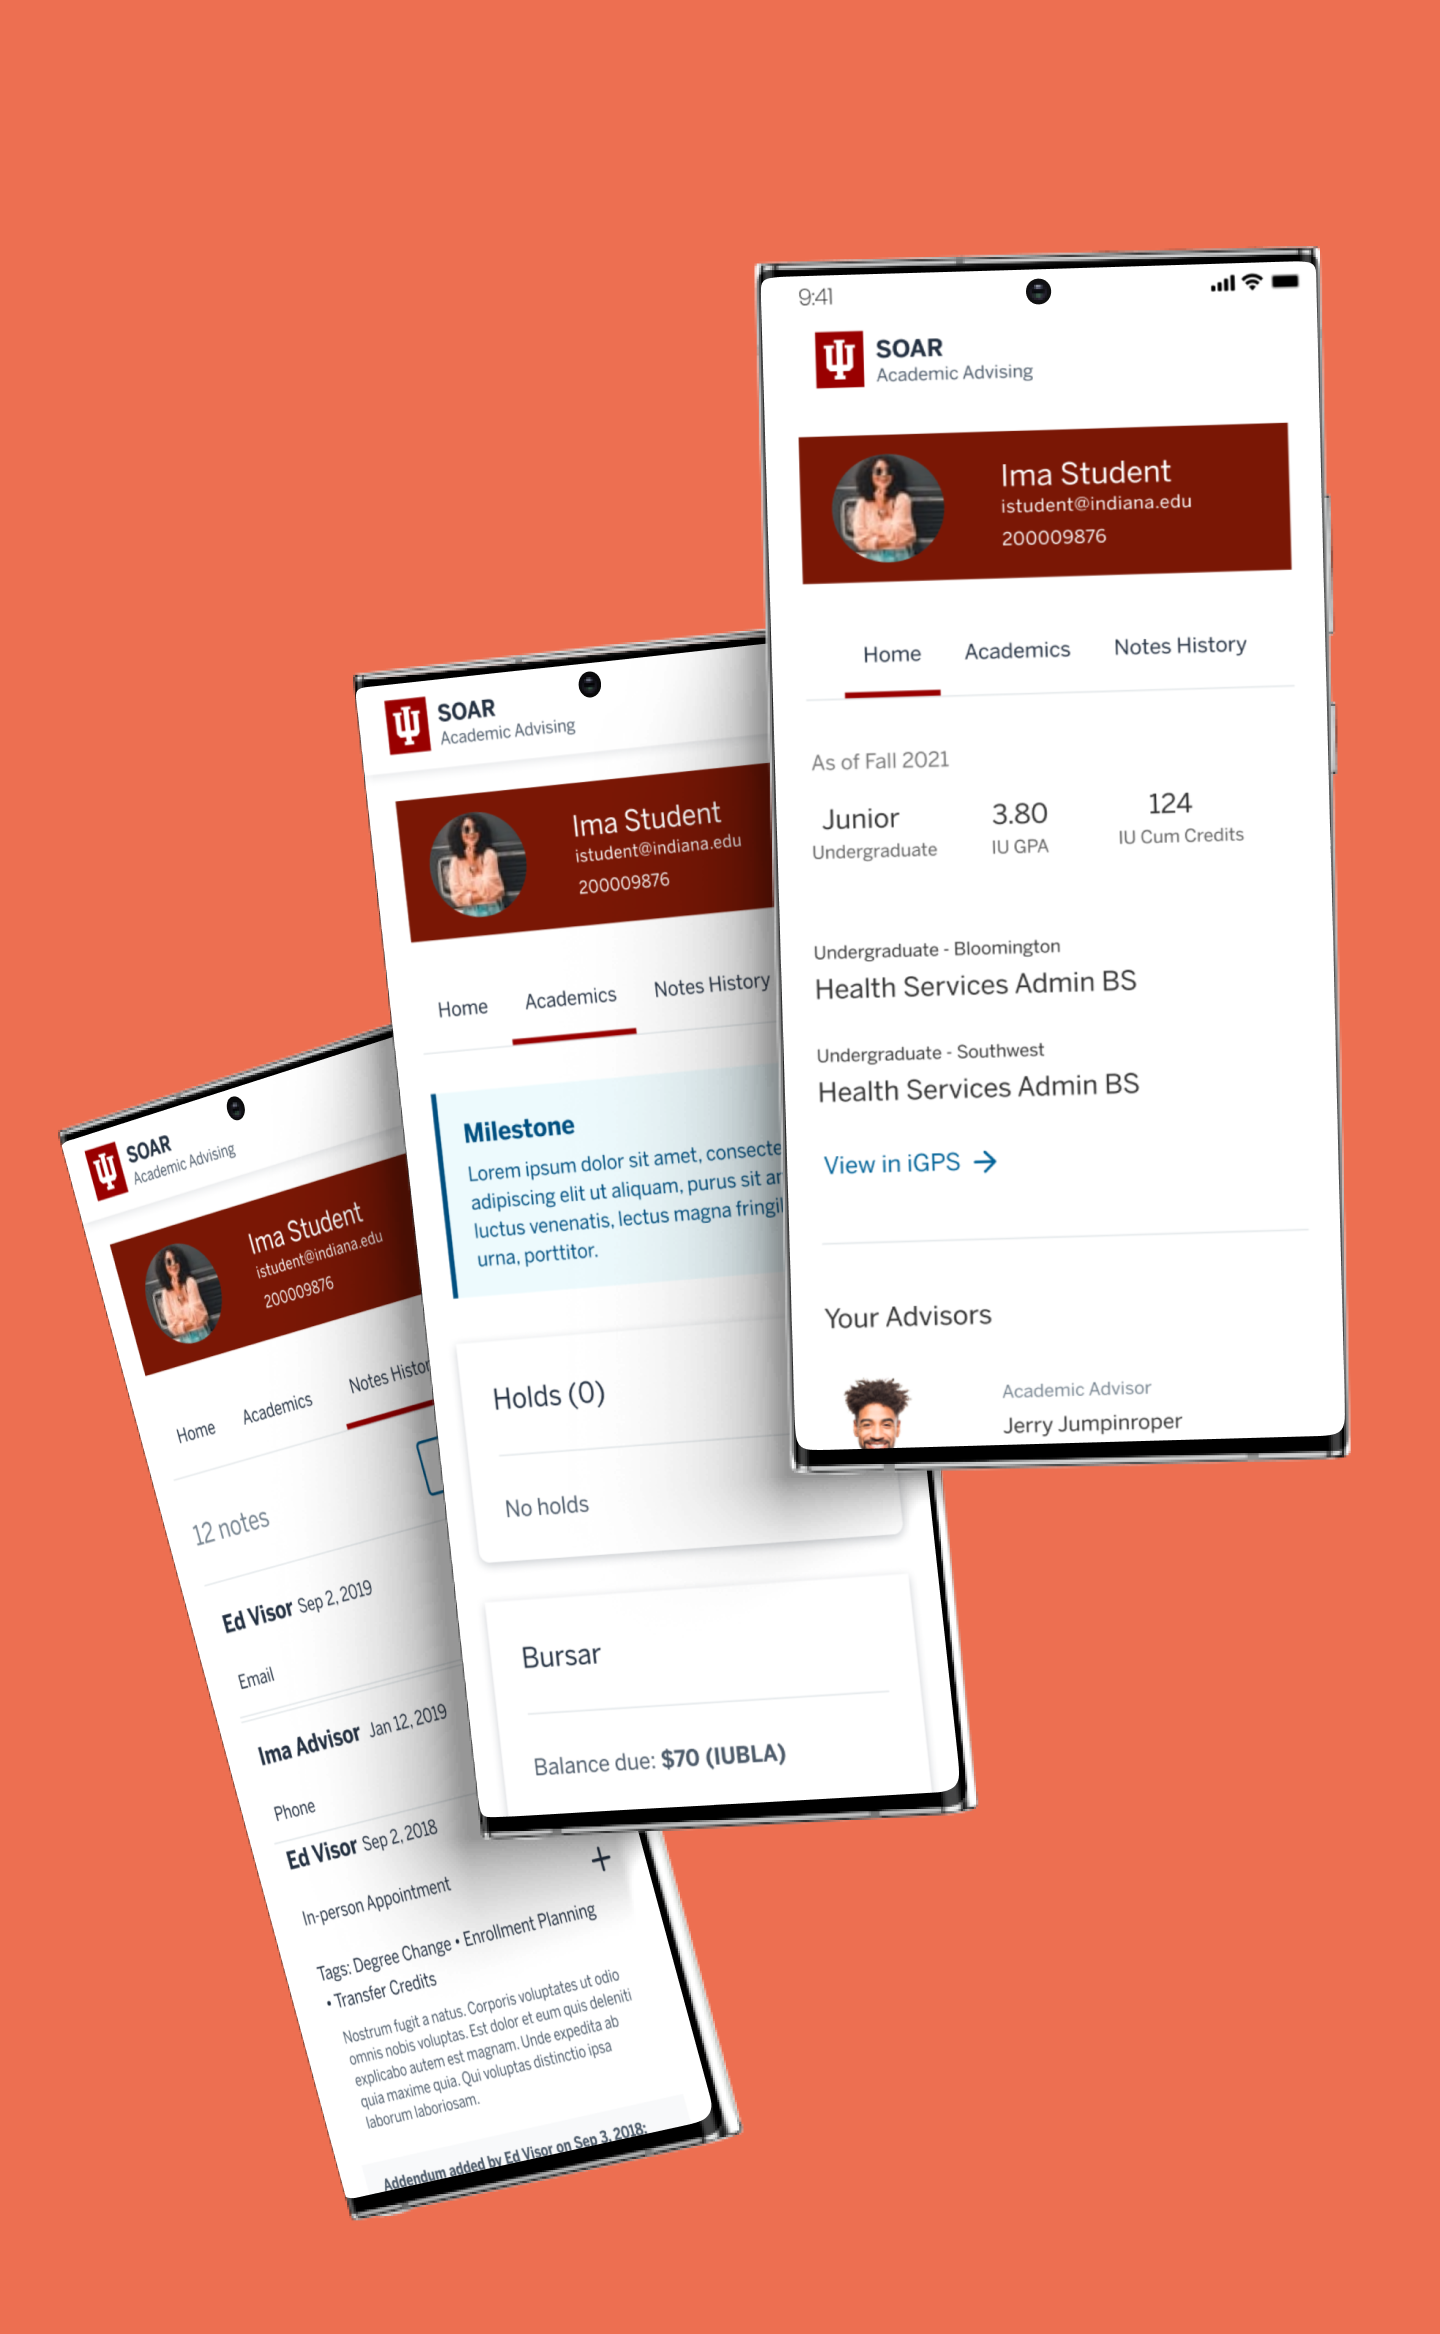 9:41
SOAR
Academic Advising
Ima Student
istudent@indiana.edu
200009876
Home Academics Notes History
As of Fall 2021
Junior 3.80 124
Undergraduate IU GPA IU Cum Credits
Undergraduate - Bloomington
Health Services Admin BS
Undergraduate - Southwest
Health Services Admin BS
View in iGPS →
Your Advisors
Academic Advisor
Jerry Jumpinroper
SOAR
Academic Advising
Ima Student
istudent@indiana.edu
200009876
Home Academics Notes History
Milestone
Lorem ipsum dolor sit amet, consecte
adipiscing elit ut aliquam, purus sit
luctus venenatis, lectus magna fringil
urna, porttitor.
Holds (0)
No holds
Bursar
Balance due: $70 (IUBLA)
SOAR
Academic Advising
Ima Student
istudent@indiana.edu
200009876
Home Academics Notes Histor
12 notes
Ed Visor Sep 2, 2019
Email
Ima Advisor Jan 12, 2019
Phone
Ed Visor Sep 2, 2018
In-person Appointment
Tags: Degree Change • Enrollment Planning
• Transfer Credits
Nostrum fugit a natus. Corporis voluptates ut odio
omnis nobis voluptas. Est dolor et eum quis deleniti
explicabo autem est magnam. Unde expedita ab
quia maxime quia. Qui voluptas distinctio ipsa
laborum laboriosam.
Addendum added by Ed Visor on Sep 3, 2018: